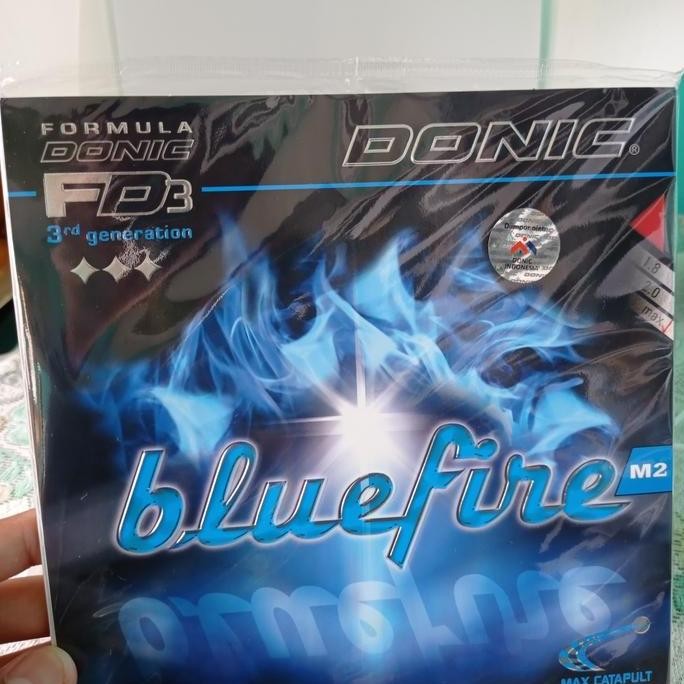 FORMULA
DONIC
FD3
3rd generation
DONIC®
DONIC
INDONESIA
1.8
2.0
max
bluefire
M2
MAX CATAPULT